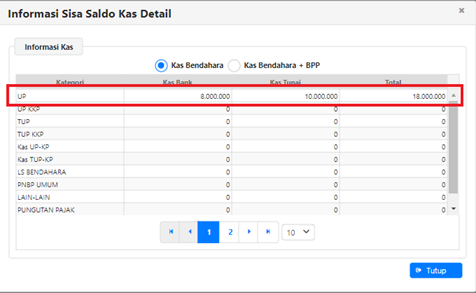 Informasi Sisa Saldo Kas Detail
Informasi Kas
Kas Bendahara Kas Bendahara + BPP
Kategori Kas Bank Kas Tunai Total
UP 8.000.000 10.000.000 18.000.000
UP KKP 0 0 0
TUP 0 0 0
TUP KKP 0 0 0
Kas UP-KP 0 0 0
Kas TUP-KP 0 0 0
LS BENDAHARA 0 0 0
PNBP UMUM 0 0 0
LAIN-LAIN 0 0 0
PUNGUTAN PAJAK 0 0 0
1 2 10
Tutup